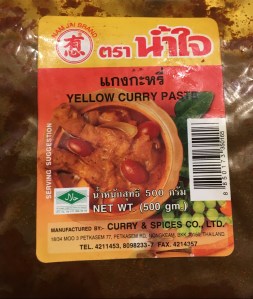 NAMJAI BRAND
ตรา น้ำใจ
แกงกะหรี่
YELLOW CURRY PASTE
SERVING SUGGESTION
น้ำหนักสุทธิ 500 กรัม
NET WT. (500 gm.)
MANUFACTURED BY: CURRY & SPICES CO., LTD.
TEL. 4211453, 8098233-7 FAX. 4214357